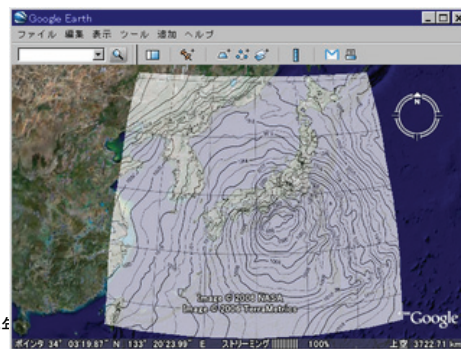 Google Earth
ファイル 編集 表示 ツール 追加 ヘルプ
N
Image © 2006 NASA
Image © 2006 TerraMetrics
Google
ポインタ 34° 03'19.87" N 133° 20'23.99" E ストリーミング 100% 上空 3722.71 km